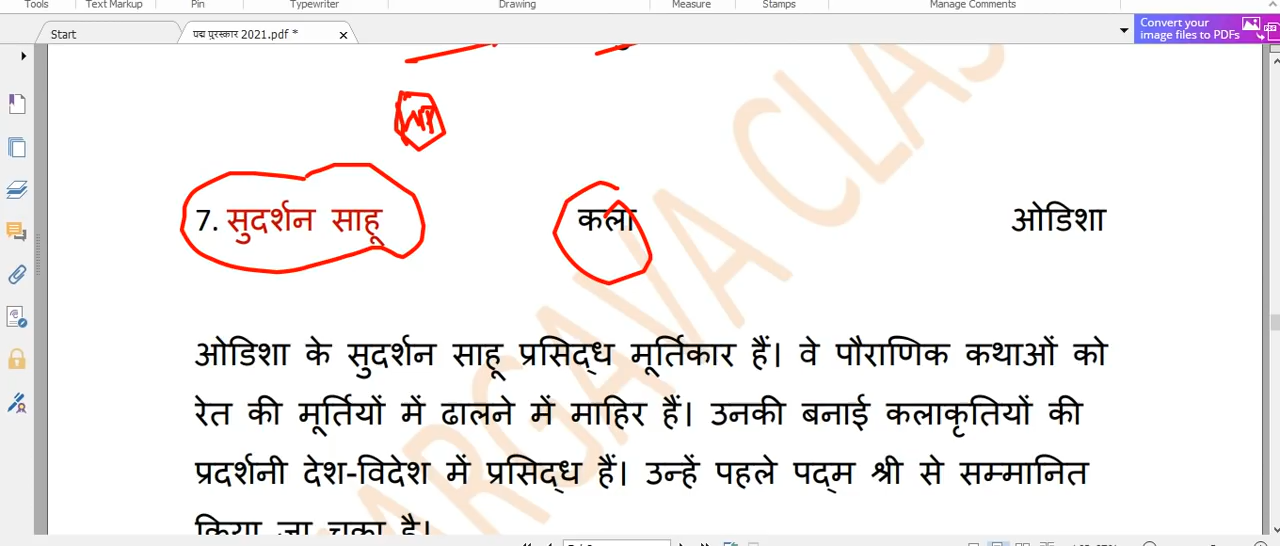 Tools Text Markup Pin Typewriter Drawing Measure Stamps Manage Comments
Start पद्म पुरस्कार 2021.pdf *
Convert your
image files to PDFs
7. सुदर्शन साहू कला ओडिशा
ओडिशा के सुदर्शन साहू प्रसिद्ध मूर्तिकार हैं। वे पौराणिक कथाओं को
रेत की मूर्तियों में ढालने में माहिर हैं। उनकी बनाई कलाकृतियों की
प्रदर्शनी देश-विदेश में प्रसिद्ध हैं। उन्हें पहले पद्म श्री से सम्मानित
किया जा चुका है।
ARGAVA CLAS